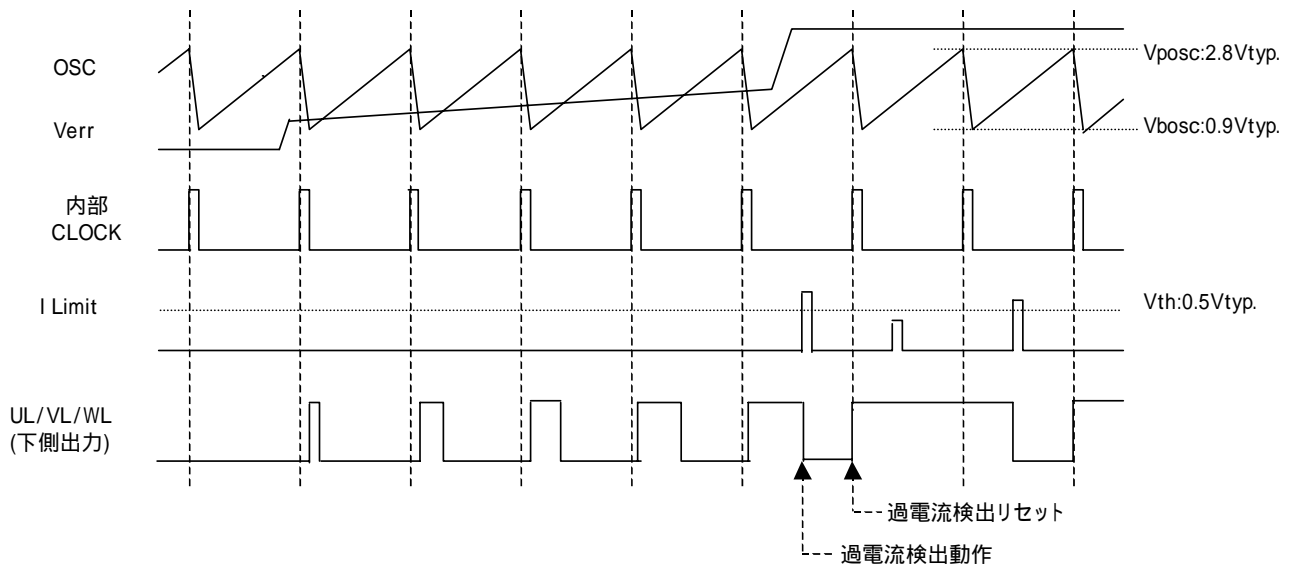 OSC
Vposc:2.8Vtyp.
Verr
Vbosc:0.9Vtyp.
内部
CLOCK
I Limit
Vth:0.5Vtyp.
UL/VL/WL
(下側出力)
過電流検出リセット
過電流検出動作